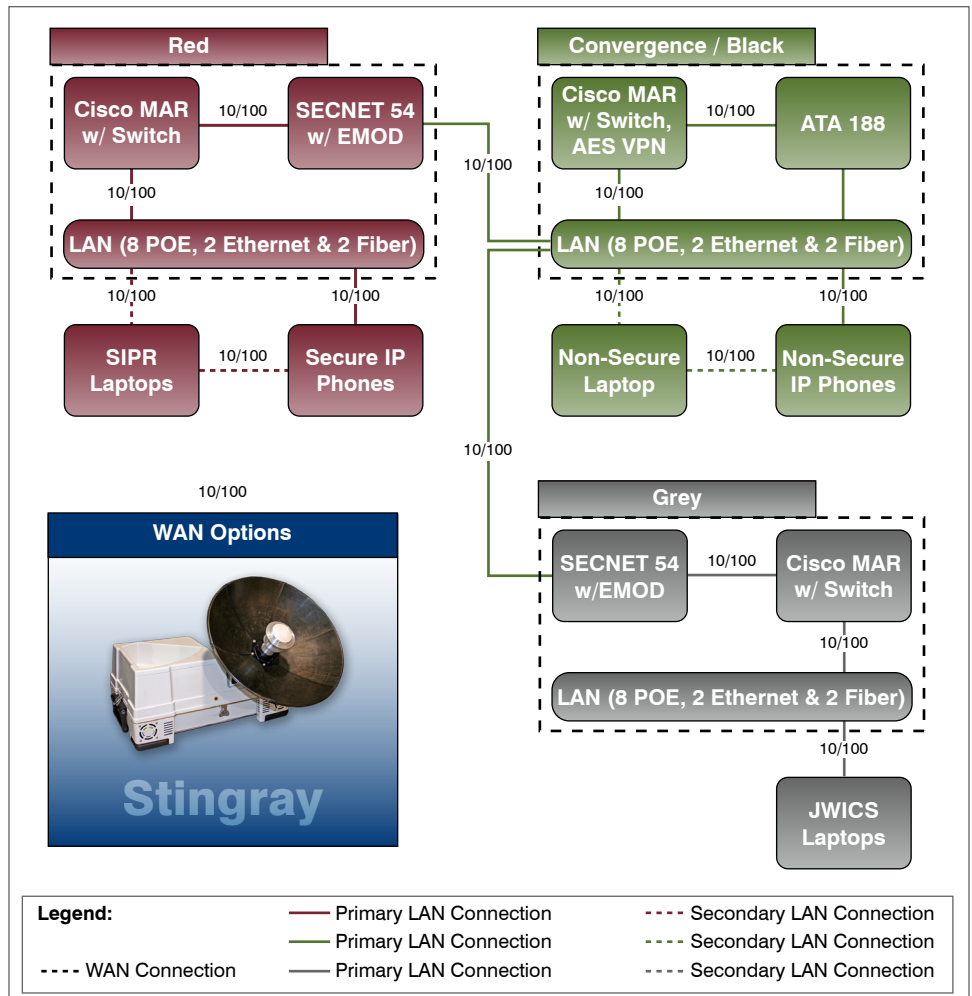 Red
Cisco MAR
w/ Switch
10/100
SECNET 54
w/ EMOD
10/100
LAN (8 POE, 2 Ethernet & 2 Fiber)
10/100
10/100
SIPR
Laptops
10/100
Secure IP
Phones
10/100
Convergence / Black
Cisco MAR
w/ Switch,
AES VPN
10/100
ATA 188
10/100
LAN (8 POE, 2 Ethernet & 2 Fiber)
10/100
10/100
Non-Secure
Laptop
10/100
Non-Secure
IP Phones
10/100
10/100
WAN Options
Stingray
Grey
SECNET 54
w/EMOD
10/100
Cisco MAR
w/ Switch
10/100
LAN (8 POE, 2 Ethernet & 2 Fiber)
10/100
JWICS
Laptops
Legend:
Primary LAN Connection
Secondary LAN Connection
Primary LAN Connection
Secondary LAN Connection
WAN Connection
Primary LAN Connection
Secondary LAN Connection